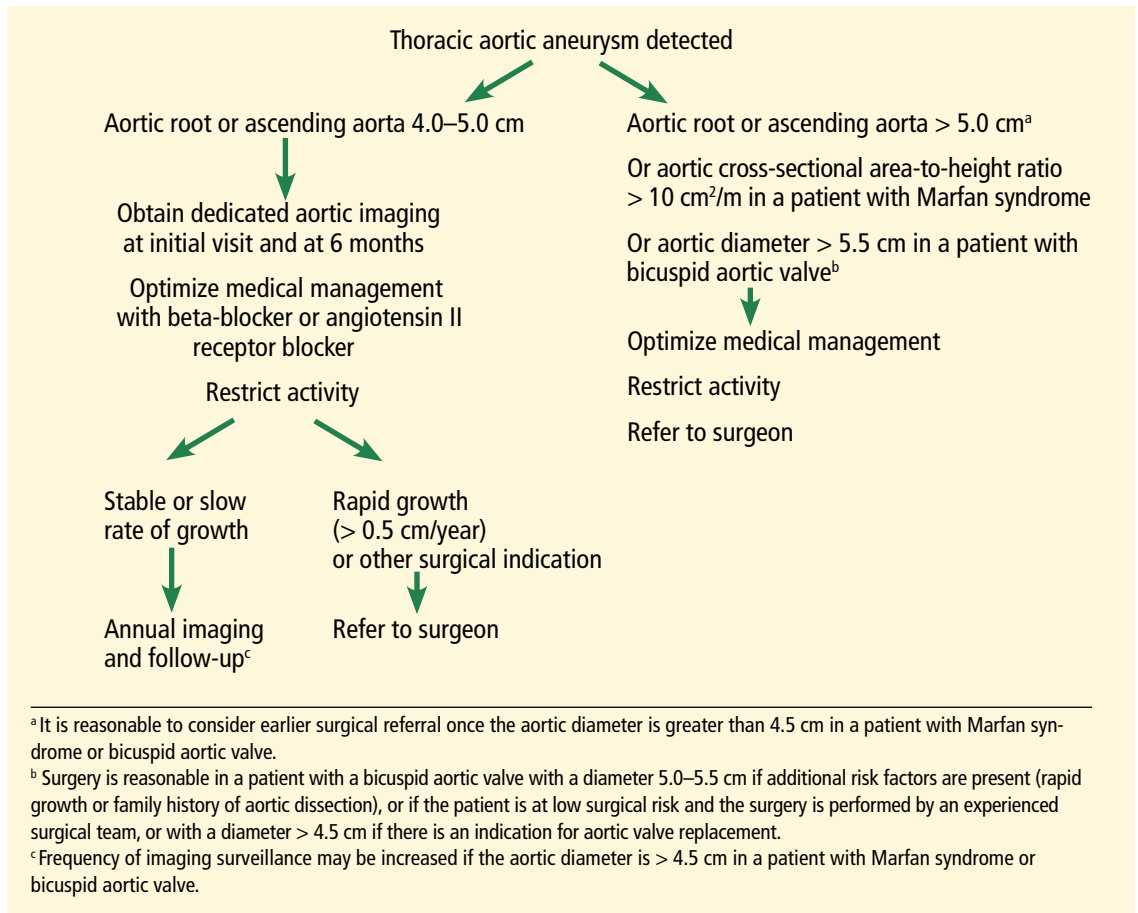 Thoracic aortic aneurysm detected
Aortic root or ascending aorta 4.0–5.0 cm
Obtain dedicated aortic imaging
at initial visit and at 6 months
Optimize medical management
with beta-blocker or angiotensin II
receptor blocker
Restrict activity
Stable or slow
rate of growth
Annual imaging
and follow-upᶜ
Rapid growth
(> 0.5 cm/year)
or other surgical indication
Refer to surgeon
Aortic root or ascending aorta > 5.0 cmᵃ
Or aortic cross-sectional area-to-height ratio
> 10 cm²/m in a patient with Marfan syndrome
Or aortic diameter > 5.5 cm in a patient with
bicuspid aortic valveᵇ
Optimize medical management
Restrict activity
Refer to surgeon
ᵃ It is reasonable to consider earlier surgical referral once the aortic diameter is greater than 4.5 cm in a patient with Marfan syn-
drome or bicuspid aortic valve.
ᵇ Surgery is reasonable in a patient with a bicuspid aortic valve with a diameter 5.0–5.5 cm if additional risk factors are present (rapid
growth or family history of aortic dissection), or if the patient is at low surgical risk and the surgery is performed by an experienced
surgical team, or with a diameter > 4.5 cm if there is an indication for aortic valve replacement.
ᶜ Frequency of imaging surveillance may be increased if the aortic diameter is > 4.5 cm in a patient with Marfan syndrome or
bicuspid aortic valve.